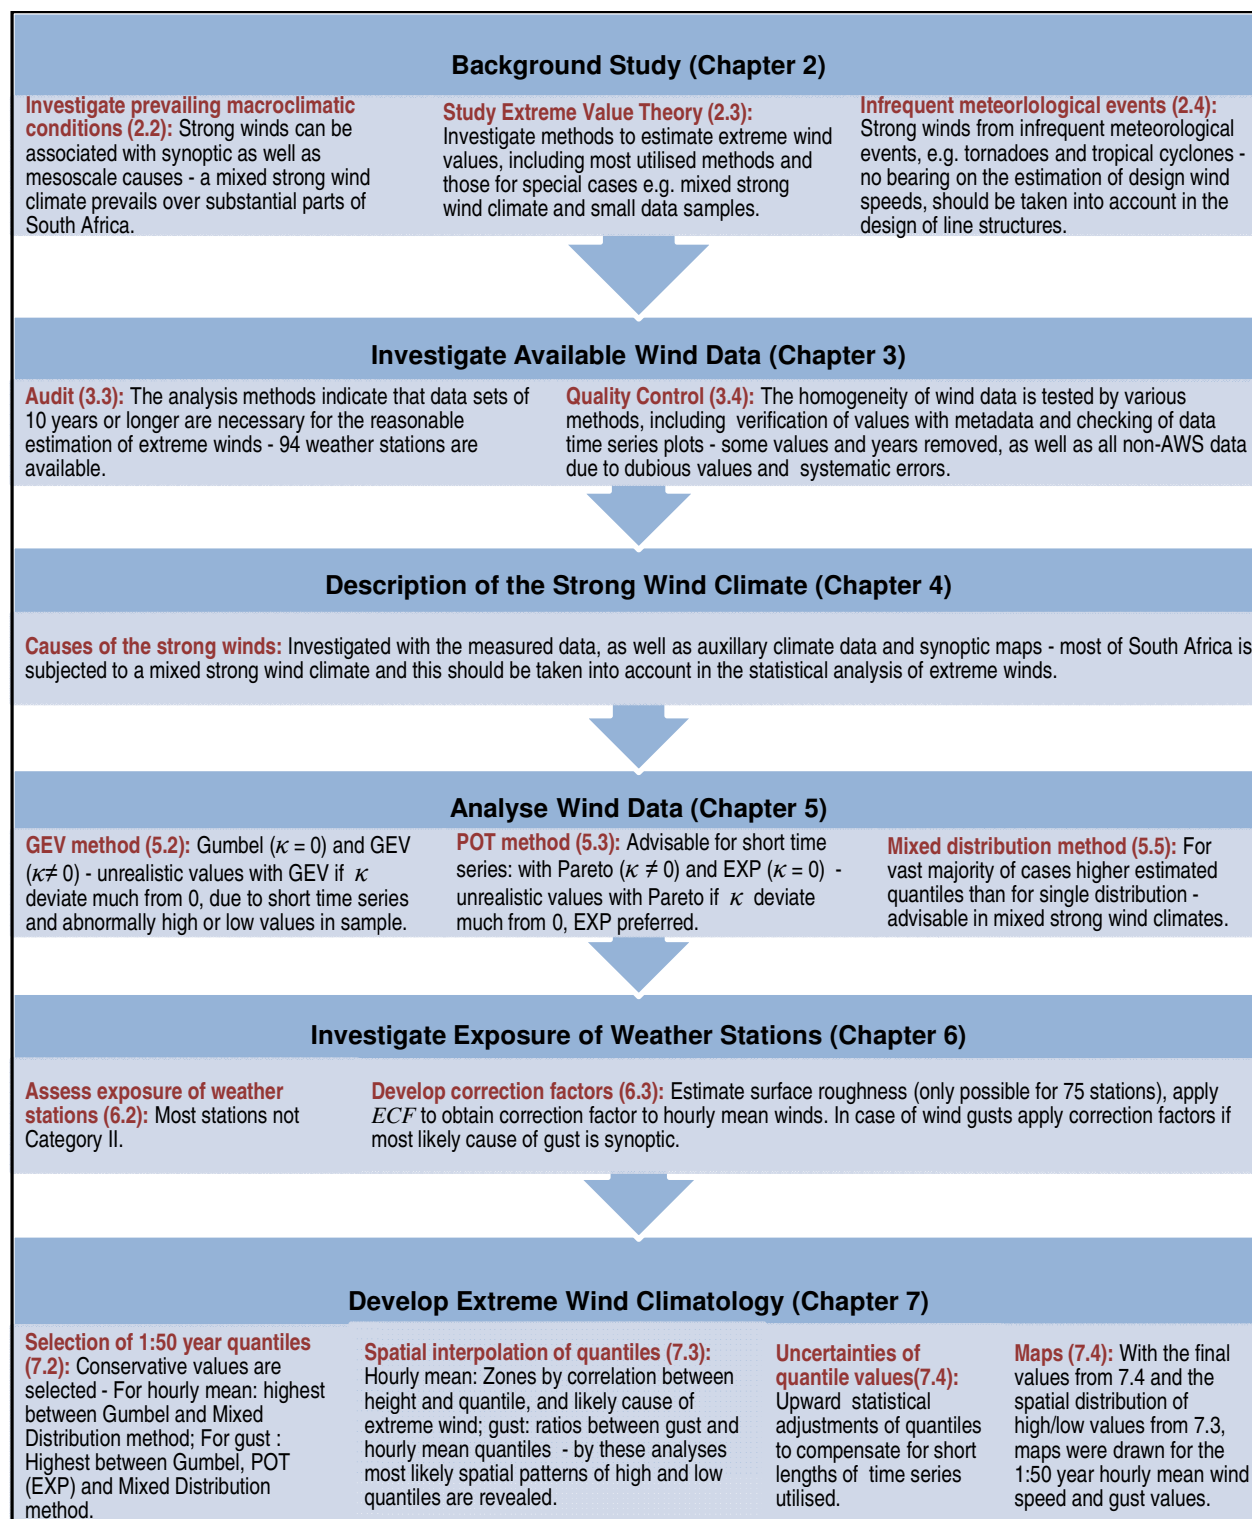 Background Study (Chapter 2)
Investigate prevailing macroclimatic
conditions (2.2): Strong winds can be
associated with synoptic as well as
mesoscale causes - a mixed strong wind
climate prevails over substantial parts of
South Africa.
Study Extreme Value Theory (2.3):
Investigate methods to estimate extreme wind
values, including most utilised methods and
those for special cases e.g. mixed strong
wind climate and small data samples.
Infrequent meteorlological events (2.4):
Strong winds from infrequent meteorological
events, e.g. tornadoes and tropical cyclones -
no bearing on the estimation of design wind
speeds, should be taken into account in the
design of line structures.
Investigate Available Wind Data (Chapter 3)
Audit (3.3): The analysis methods indicate that data sets of
10 years or longer are necessary for the reasonable
estimation of extreme winds - 94 weather stations are
available.
Quality Control (3.4): The homogeneity of wind data is tested by various
methods, including verification of values with metadata and checking of data
time series plots - some values and years removed, as well as all non-AWS data
due to dubious values and systematic errors.
Description of the Strong Wind Climate (Chapter 4)
Causes of the strong winds: Investigated with the measured data, as well as auxillary climate data and synoptic maps - most of South Africa is
subjected to a mixed strong wind climate and this should be taken into account in the statistical analysis of extreme winds.
Analyse Wind Data (Chapter 5)
GEV method (5.2): Gumbel (κ = 0) and GEV
(κ≠ 0) - unrealistic values with GEV if κ
deviate much from 0, due to short time series
and abnormally high or low values in sample.
POT method (5.3): Advisable for short time
series: with Pareto (κ ≠ 0) and EXP (κ = 0) -
unrealistic values with Pareto if κ deviate
much from 0, EXP preferred.
Mixed distribution method (5.5): For
vast majority of cases higher estimated
quantiles than for single distribution -
advisable in mixed strong wind climates.
Investigate Exposure of Weather Stations (Chapter 6)
Assess exposure of weather
stations (6.2): Most stations not
Category II.
Develop correction factors (6.3): Estimate surface roughness (only possible for 75 stations), apply
ECF to obtain correction factor to hourly mean winds. In case of wind gusts apply correction factors if
most likely cause of gust is synoptic.
Develop Extreme Wind Climatology (Chapter 7)
Selection of 1:50 year quantiles
(7.2): Conservative values are
selected - For hourly mean: highest
between Gumbel and Mixed
Distribution method; For gust :
Highest between Gumbel, POT
(EXP) and Mixed Distribution
method.
Spatial interpolation of quantiles (7.3):
Hourly mean: Zones by correlation between
height and quantile, and likely cause of
extreme wind; gust: ratios between gust and
hourly mean quantiles - by these analyses
most likely spatial patterns of high and low
quantiles are revealed.
Uncertainties of
quantile values(7.4):
Upward statistical
adjustments of quantiles
to compensate for short
lengths of time series
utilised.
Maps (7.4): With the final
values from 7.4 and the
spatial distribution of
high/low values from 7.3,
maps were drawn for the
1:50 year hourly mean wind
speed and gust values.